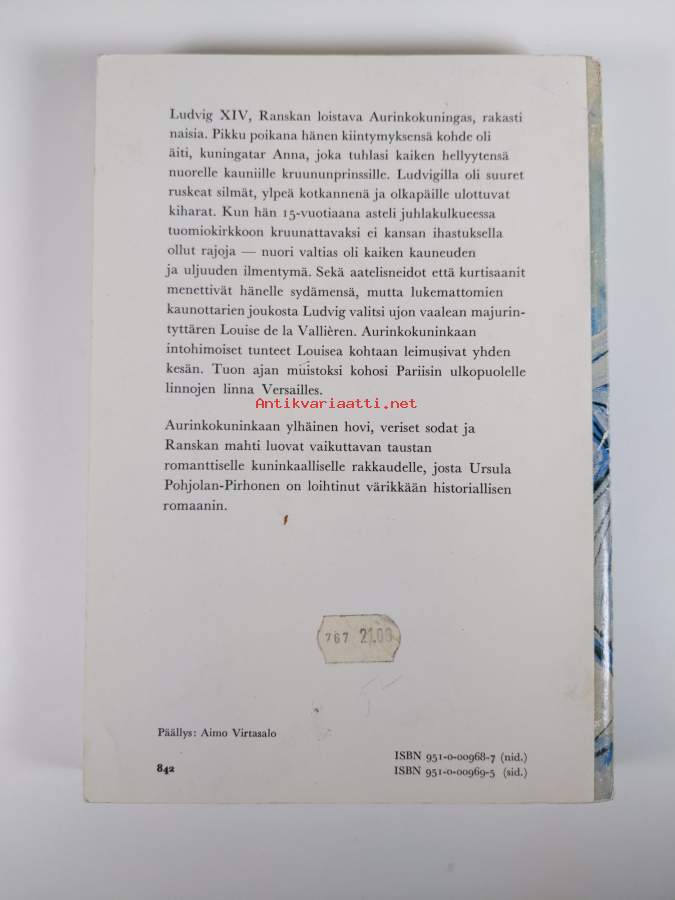 Ludvig XIV, Ranskan loistava Aurinkokuningas, rakasti
naisia. Pikku poikana hänen kiintymyksensä kohde oli
äiti, kuningatar Anna, joka tuhlasi kaiken hellyytensä
nuorelle kauniille kruununprinssille. Ludvigilla oli suuret
ruskeat silmät, ylpeä kotkannenä ja olkapäille ulottuvat
kiharat. Kun hän 15-vuotiaana asteli juhlakulkueessa
tuomiokirkkoon kruunattavaksi ei kansan ihastuksella
ollut rajoja — nuori valtias oli kaiken kauneuden
ja uljuuden ilmentymä. Sekä aatelisneidot että kurtisaanit
menettivät hänelle sydämensä, mutta lukemattomien
kaunottarien joukosta Ludvig valitsi ujon vaalean majurin-
tyttären Louise de la Vallièren. Aurinkokuninkaan
intohimoiset tunteet Louisea kohtaan leimusivat yhden
kesän. Tuon ajan muistoksi kohosi Pariisin ulkopuolelle
linnojen linna Versailles.
Antikvariaatti.net
Aurinkokuninkaan ylhäinen hovi, veriset sodat ja
Ranskan mahti luovat vaikuttavan taustan
romanttiselle kuninkaalliselle rakkaudelle, josta Ursula
Pohjolan-Pirhonen on loihtinut värikkään historiallisen
romaanin.
767 21.00
Päällys: Aimo Virtasalo
ISBN 951-0-00968-7 (nid.)
842 ISBN 951-0-00969-5 (sid.)